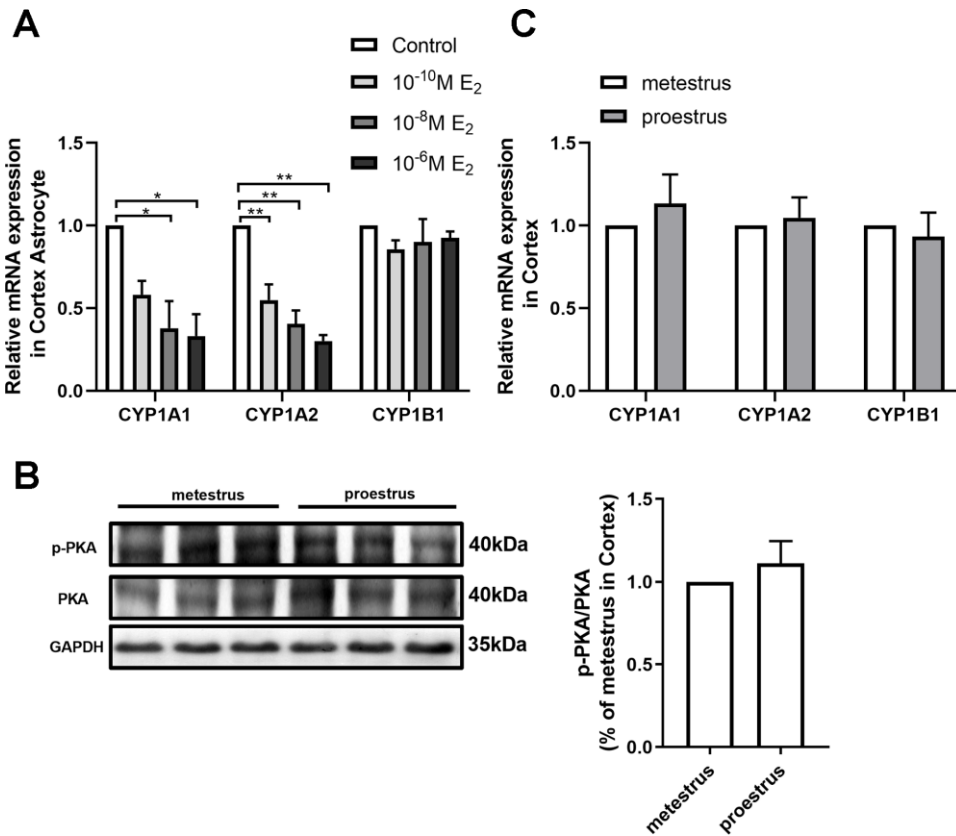 A
Control
10⁻¹⁰M E₂
10⁻⁸M E₂
10⁻⁶M E₂
Relative mRNA expression
in Cortex Astrocyte
1.5
1.0
0.5
0.0
*
*
**
**
**
CYP1A1
CYP1A2
CYP1B1
C
metestrus
proestrus
Relative mRNA expression
in Cortex
1.5
1.0
0.5
0.0
CYP1A1
CYP1A2
CYP1B1
B
metestrus
proestrus
p-PKA
40kDa
PKA
40kDa
GAPDH
35kDa
p-PKA/PKA
(% of metestrus in Cortex)
1.5
1.0
0.5
0.0
metestrus
proestrus